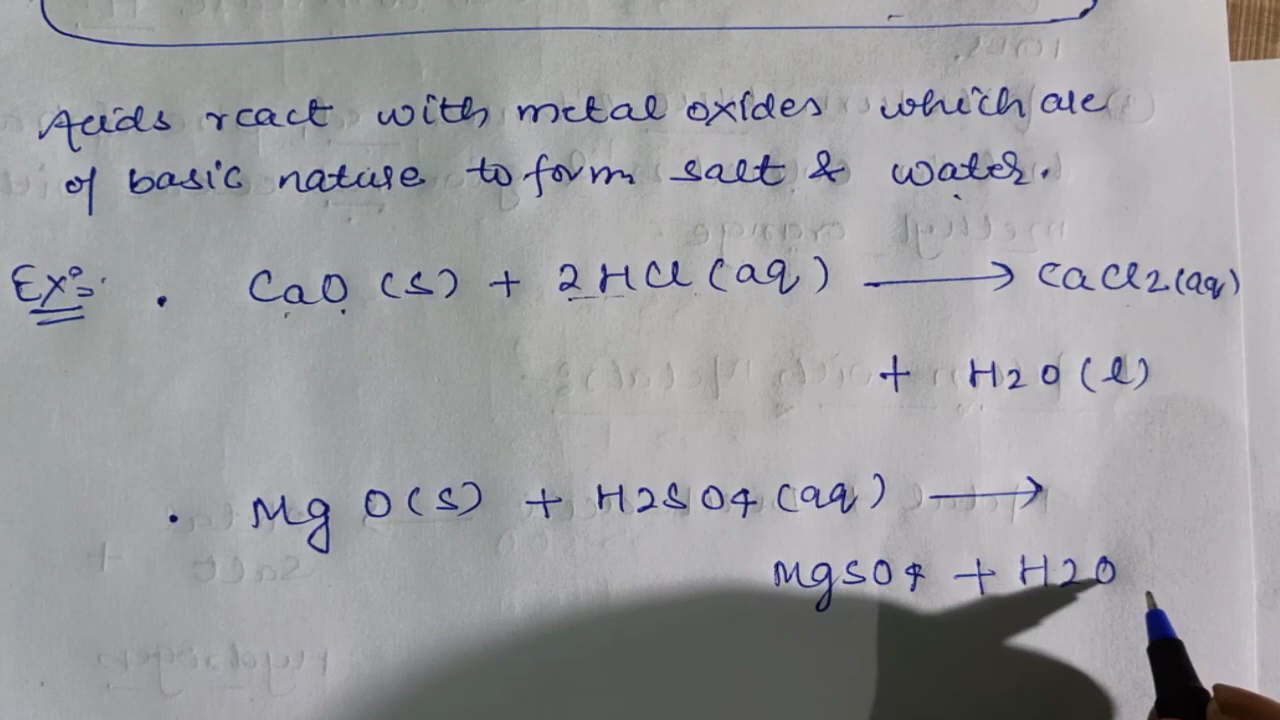 Acids react with metal oxides which are
of basic nature to form salt & water.
Ex:- . CaO (s) + 2HCl (aq) ⟶ CaCl2(aq)
+ H2O(l)
. MgO(s) + H2SO4(aq) ⟶
MgSO4 + H2O